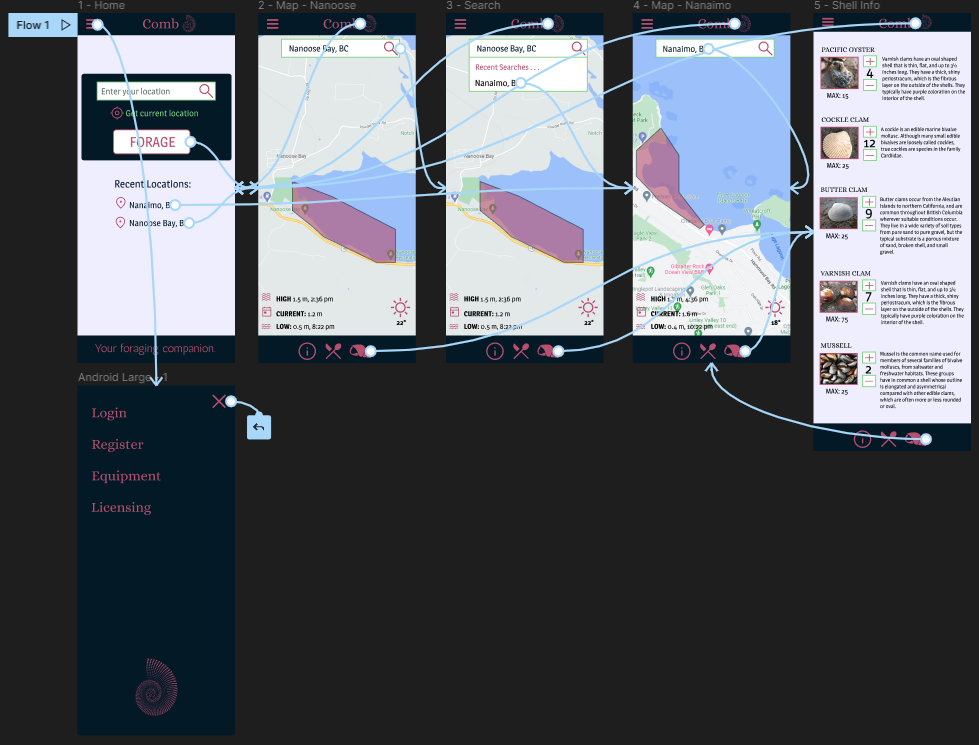 Flow 1
1 - Home
Comb
Enter your location
Get current location
FORAGE
Recent Locations:
Nanaimo, B
Nanoose Bay, B
Your foraging companion.
Android Large - 1
Login
Register
Equipment
Licensing
2 - Map - Nanoose
Comb
Nanoose Bay, BC
Nanoose Bay
HIGH 1.5 m, 2:36 pm
CURRENT: 1.2 m
LOW: 0.5 m, 8:22 pm
22°
3 - Search
Comb
Nanoose Bay, BC
Recent Searches . . .
Nanaimo, B
Nanoose Bay
HIGH 1.5 m, 2:36 pm
CURRENT: 1.2 m
LOW: 0.5 m, 8:22 pm
22°
4 - Map - Nanaimo
Comb
Nanaimo, BC
HIGH
CURRENT: 1.6 m
LOW: 0.4 m, 10:22 pm
18°
5 - Shell Info
PACIFIC OYSTER
4
MAX: 15
Varnish clams have an oval shaped
shell that is thin, flat, and up to 3½
inches long. They have a thick, shiny
periostracum, which is the fibrous
layer on the outside of the shells. They
typically have purple coloration on the
interior of the shell.
COCKLE CLAM
12
MAX: 25
A cockle is an edible marine bivalve
mollusc. Although many small edible
bivalves are loosely called cockles,
true cockles are species in the family
Cardiidae.
BUTTER CLAM
9
MAX: 25
Butter clams occur from the Aleutian
Islands to northern California, and are
common throughout British Columbia
wherever suitable conditions occur.
They live in a wide variety of soil types
from pure sand to pure gravel, but the
typical substrate is a porous mixture
of sand, broken shell, and small
gravel.
VARNISH CLAM
7
MAX: 75
Varnish clams have an oval shaped
shell that is thin, flat, and up to 3½
inches long. They have a thick, shiny
periostracum, which is the fibrous
layer on the outside of the shells. They
typically have purple coloration on the
interior of the shell.
MUSSELL
2
MAX: 25
Mussel is the common name used for
members of several families of bivalve
molluscs, from saltwater and
freshwater habitats. These groups
have in common a shell whose outline
is elongated and asymmetrical
compared with other edible clams,
which are often more or less rounded
or oval.